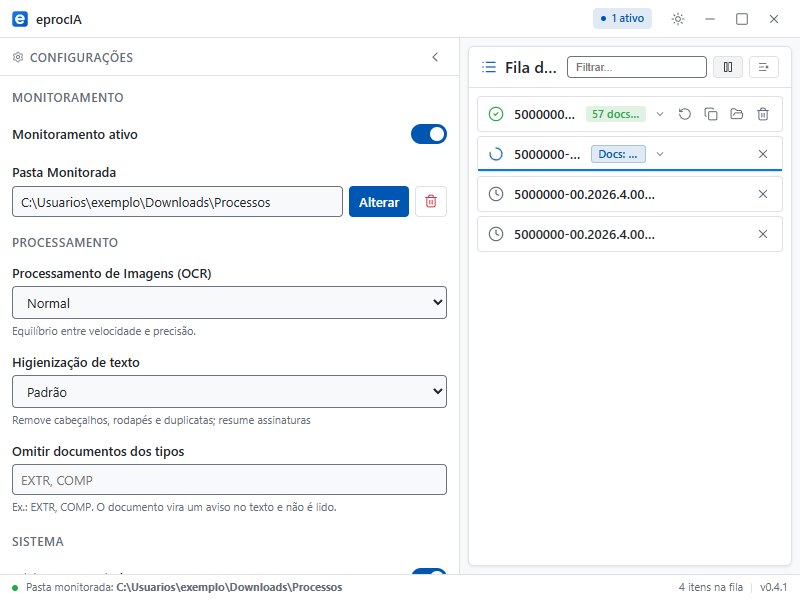 eprocIA
1 ativo
CONFIGURAÇÕES
MONITORAMENTO
Monitoramento ativo
Pasta Monitorada
C:\Usuarios\exemplo\Downloads\Processos
Alterar
PROCESSAMENTO
Processamento de Imagens (OCR)
Normal
Equilíbrio entre velocidade e precisão.
Higienização de texto
Padrão
Remove cabeçalhos, rodapés e duplicatas; resume assinaturas
Omitir documentos dos tipos
EXTR, COMP
Ex.: EXTR, COMP. O documento vira um aviso no texto e não é lido.
SISTEMA
Fila d...
Filtrar...
5000000...
57 docs...
5000000-...
Docs: ...
5000000-00.2026.4.00...
5000000-00.2026.4.00...
Pasta monitorada: C:\Usuarios\exemplo\Downloads\Processos
4 itens na fila
v0.4.1